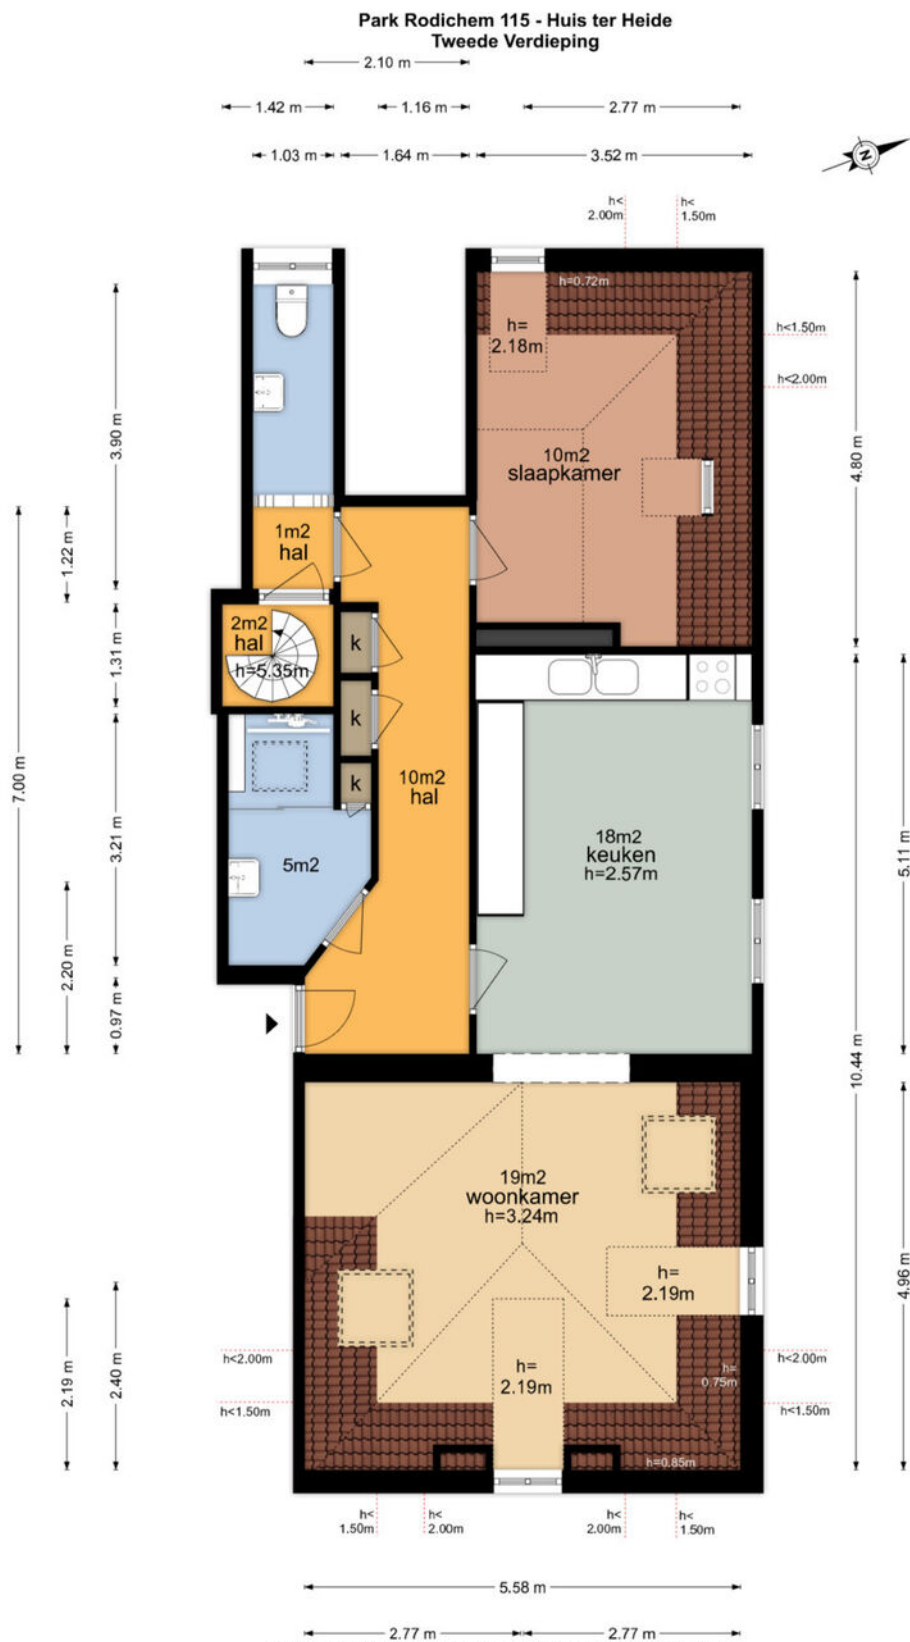 Park Rodichem 115 - Huis ter Heide
Tweede Verdieping
2.10 m
1.42 m
1.16 m
2.77 m
1.03 m
1.64 m
3.52 m
N
h<
2.00m
h<
1.50m
h=0.72m
h=
2.18m
h<1.50m
h<2.00m
3.90 m
4.80 m
10m2
slaapkamer
7.00 m
1.22 m
1m2
hal
1.31 m
2m2
hal
h=5.35m
k
k
k
10m2
hal
3.21 m
5m2
18m2
keuken
h=2.57m
5.11 m
2.20 m
0.97 m
10.44 m
19m2
woonkamer
h=3.24m
h=
2.19m
4.96 m
2.19 m
2.40 m
h<2.00m
h<1.50m
h=
2.19m
h=
0.75m
h<2.00m
h<1.50m
h=0.85m
h<
1.50m
h<
2.00m
h<
2.00m
h<
1.50m
5.58 m
2.77 m
2.77 m